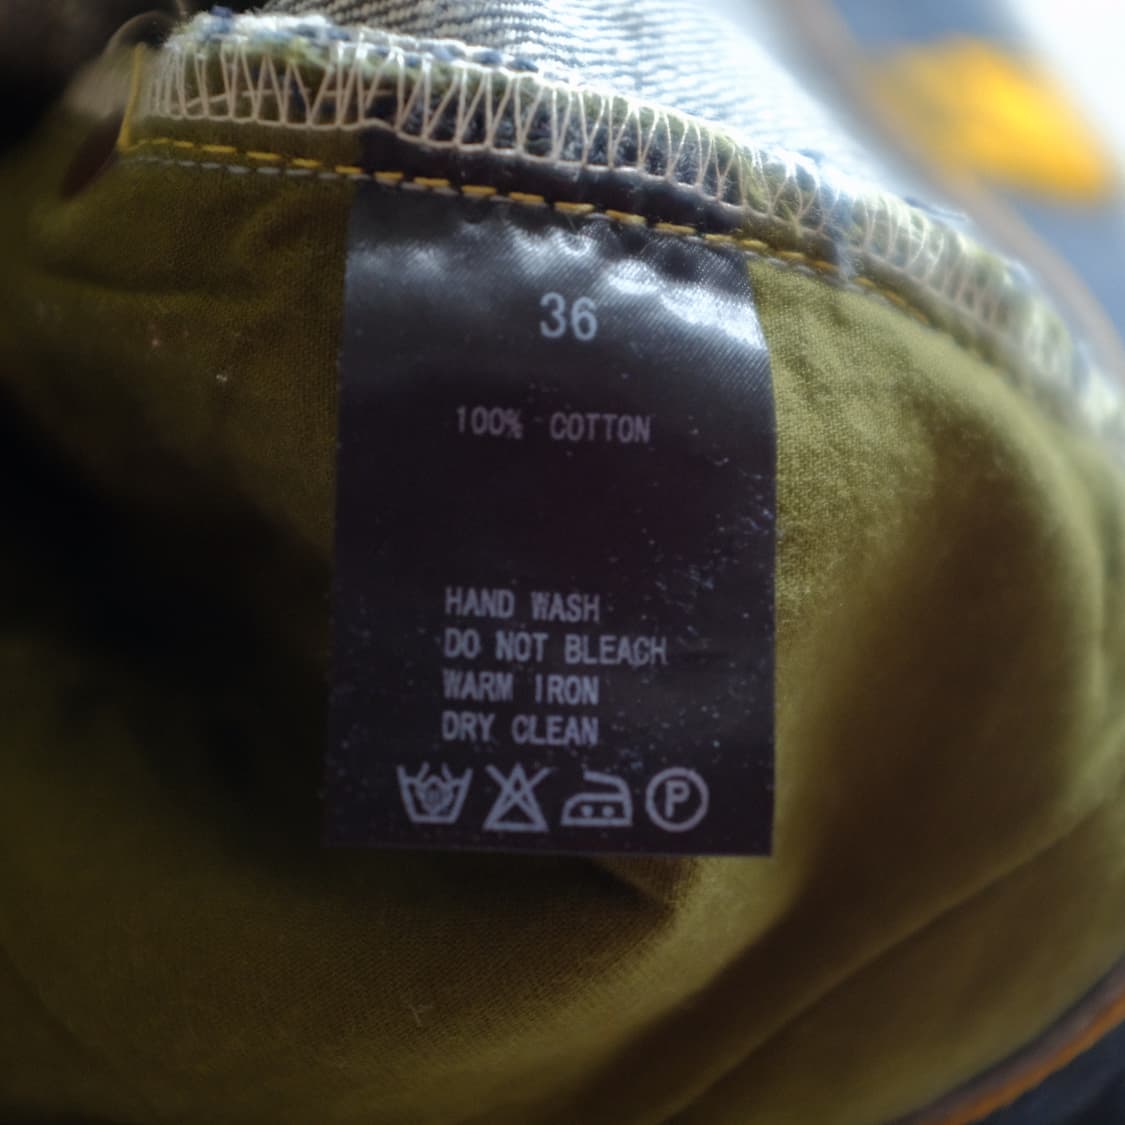 36
100% COTTON
HAND WASH
DO NOT BLEACH
WARM IRON
DRY CLEAN
P